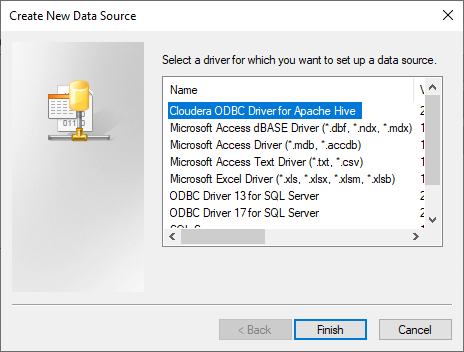 Create New Data Source
Select a driver for which you want to set up a data source.
Name
Cloudera ODBC Driver for Apache Hive 2
Microsoft Access dBASE Driver (*.dbf, *.ndx, *.mdx) 1
Microsoft Access Driver (*.mdb, *.accdb) 1
Microsoft Access Text Driver (*.txt, *.csv) 1
Microsoft Excel Driver (*.xls, *.xlsx, *.xlsm, *.xlsb) 1
ODBC Driver 13 for SQL Server 2
ODBC Driver 17 for SQL Server 2
< Back Finish Cancel